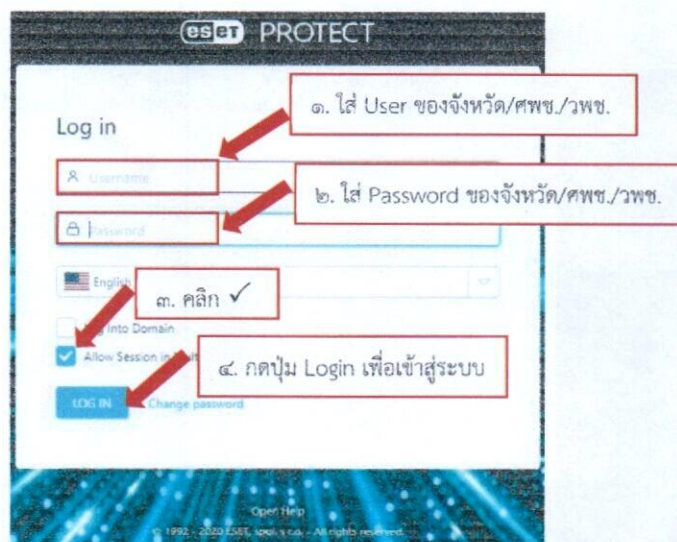 eset PROTECT
๑. ใส่ User ของจังหวัด/ศพช./วพช.
Log in
Username
๒. ใส่ Password ของจังหวัด/ศพช./วพช.
Password
English
๓. คลิก ✓
Into Domain
Allow Session in
๔. กดปุ่ม Login เพื่อเข้าสู่ระบบ
LOG IN Change password
Open Help
© 1992 - 2020 ESET, spol. s r.o. - All rights reserved.